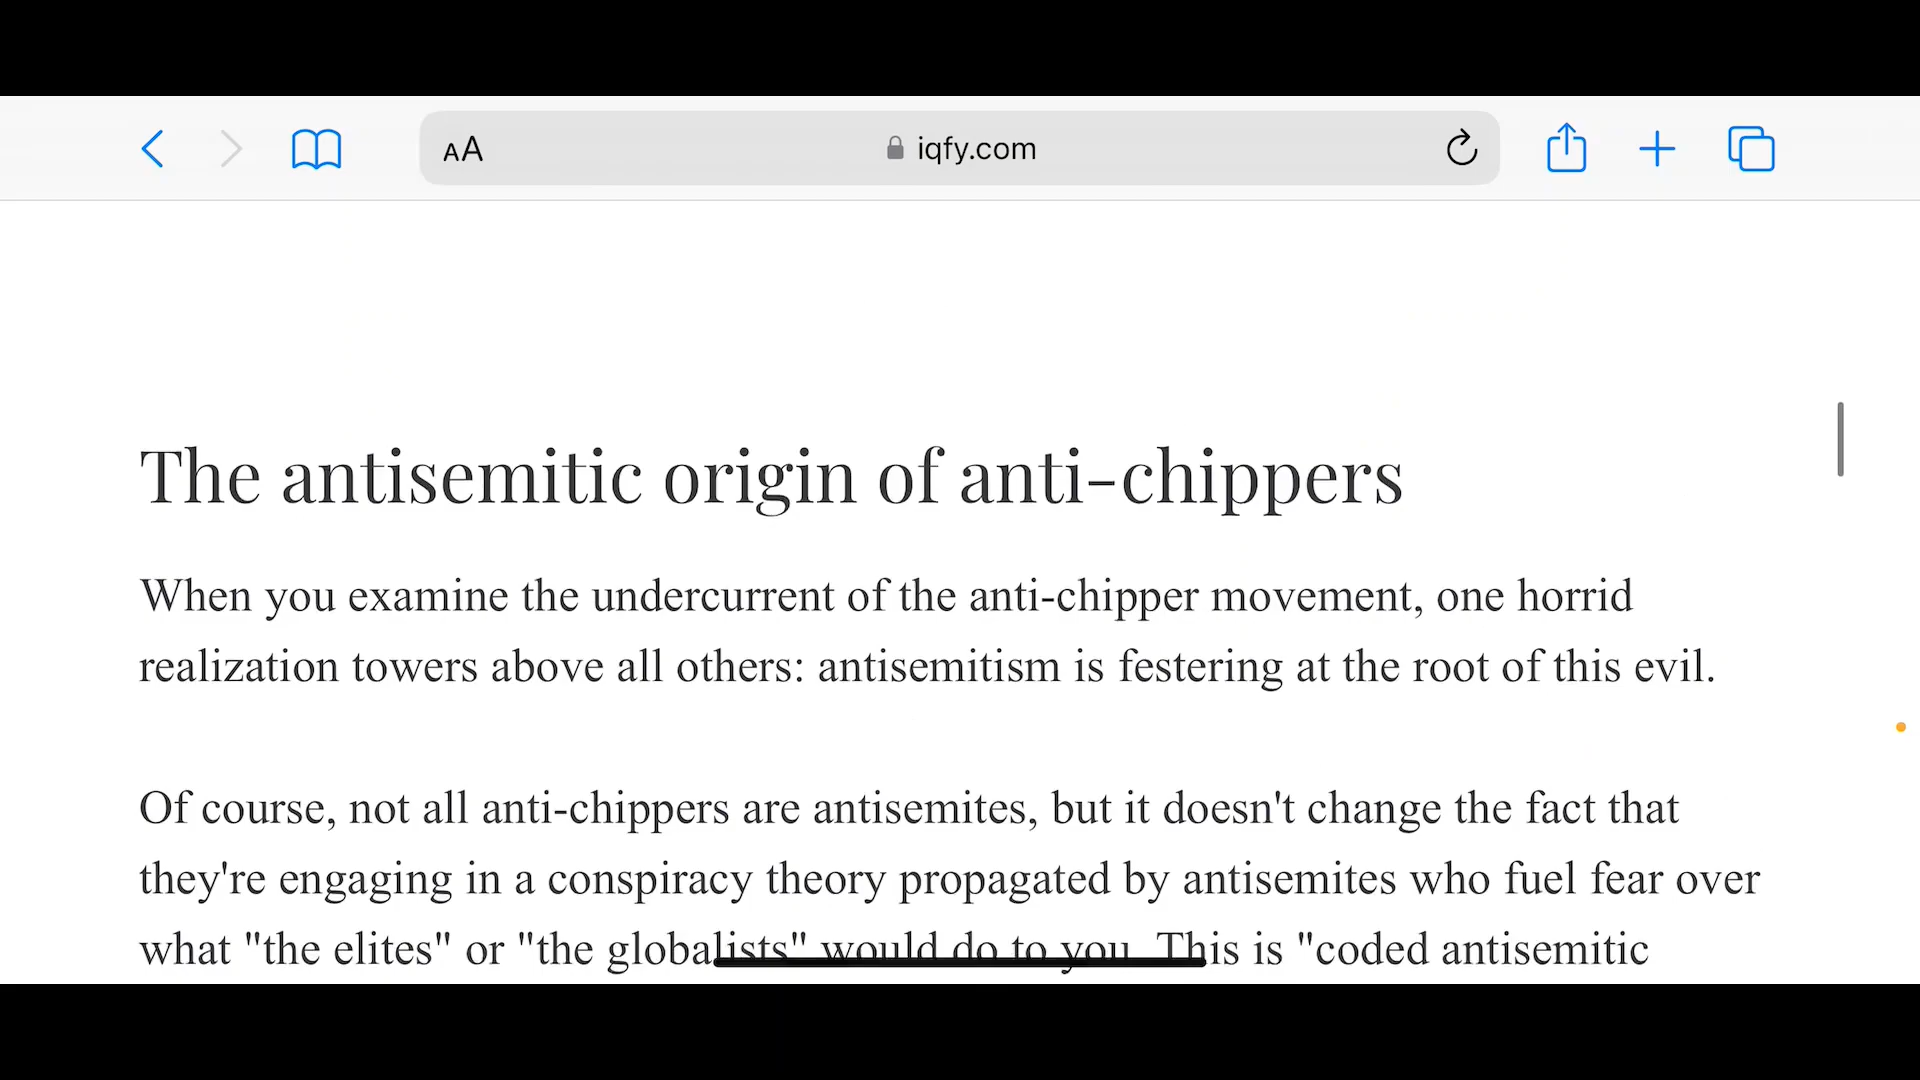 AA
iqfy.com
The antisemitic origin of anti-chippers
When you examine the undercurrent of the anti-chipper movement, one horrid
realization towers above all others: antisemitism is festering at the root of this evil.
Of course, not all anti-chippers are antisemites, but it doesn't change the fact that
they're engaging in a conspiracy theory propagated by antisemites who fuel fear over
what "the elites" or "the globalists" would do to you. This is "coded antisemitic